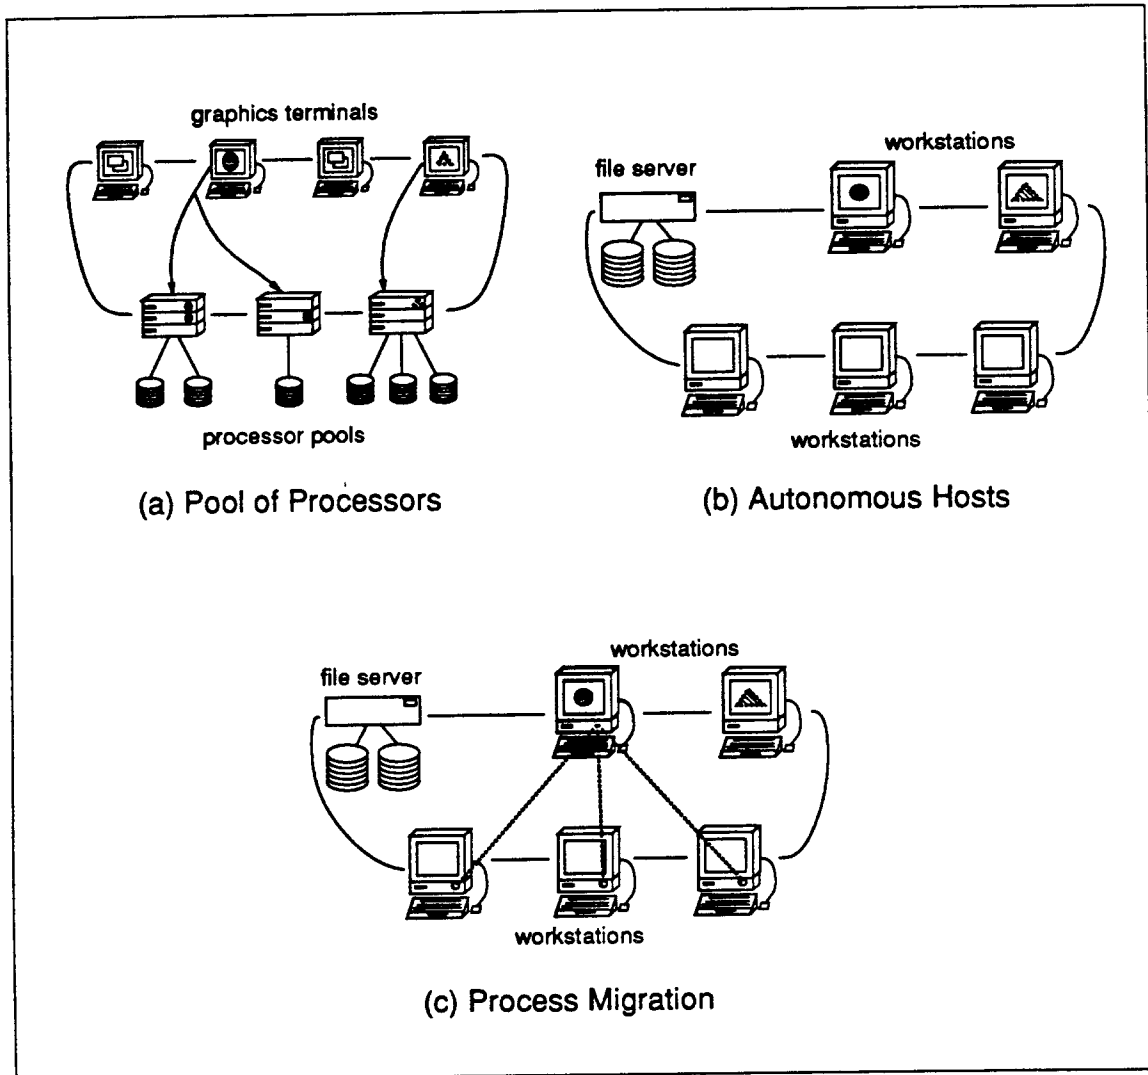 graphics terminals
processor pools
(a) Pool of Processors
workstations
file server
workstations
(b) Autonomous Hosts
workstations
file server
workstations
(c) Process Migration